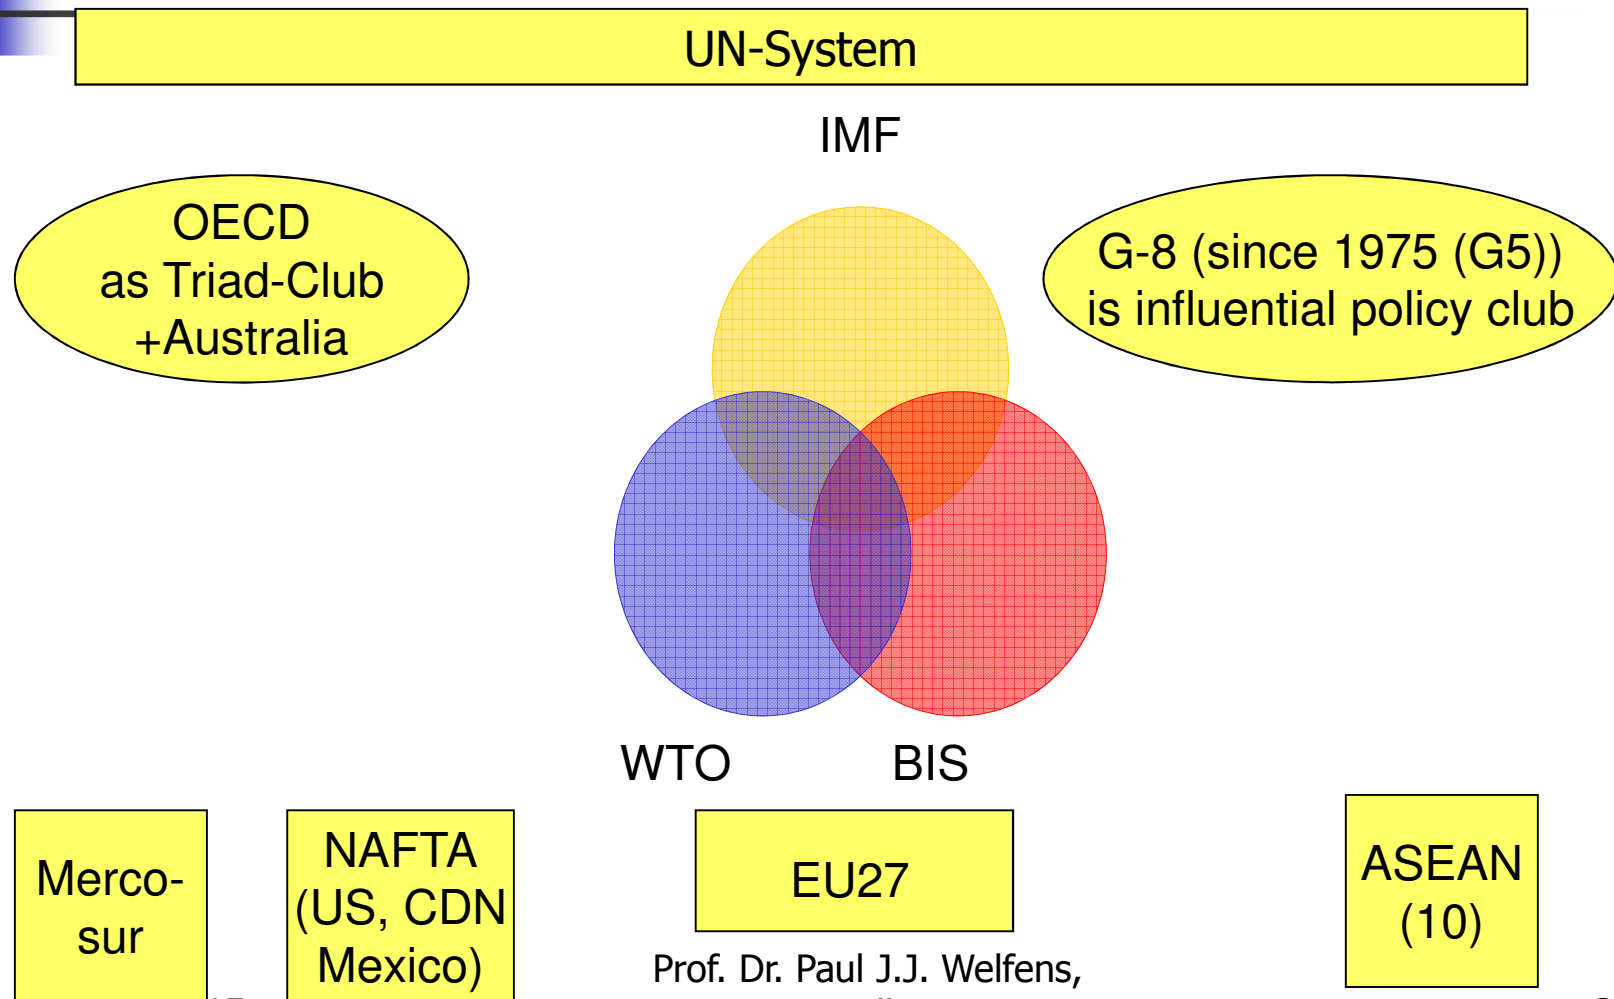 UN-System
IMF
OECD
as Triad-Club
+Australia
G-8 (since 1975 (G5))
is influential policy club
WTO
BIS
Merco-
sur
NAFTA
(US, CDN
Mexico)
EU27
ASEAN
(10)
Prof. Dr. Paul J.J. Welfens,